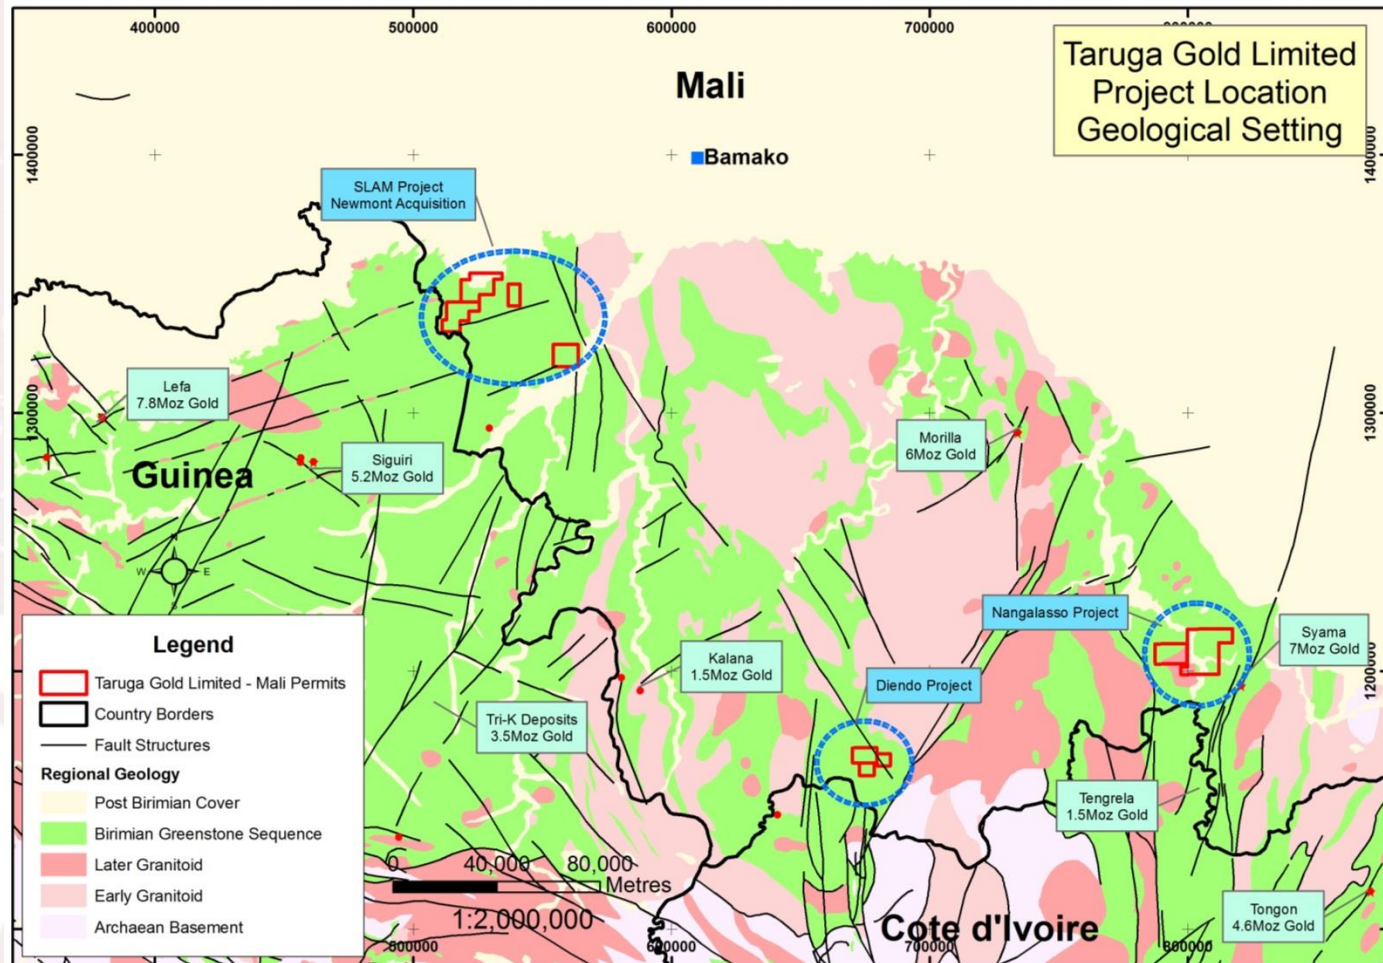 400000
500000
600000
700000
Taruga Gold Limited
Project Location
Geological Setting
Mali
Bamako
1400000
1400000
SLAM Project
Newmont Acquisition
Lefa
7.8Moz Gold
1300000
1300000
Siguiri
5.2Moz Gold
Guinea
Morilla
6Moz Gold
N
W
E
S
Nangalasso Project
Syama
7Moz Gold
Kalana
1.5Moz Gold
Diendo Project
1200000
Tri-K Deposits
3.5Moz Gold
Tengrela
1.5Moz Gold
Legend
Taruga Gold Limited - Mali Permits
Country Borders
Fault Structures
Regional Geology
Post Birimian Cover
Birimian Greenstone Sequence
Later Granitoid
Early Granitoid
Archaean Basement
0
40,000
80,000
Metres
1:2,000,000
Cote d'Ivoire
Tongon
4.6Moz Gold
600000
700000
800000